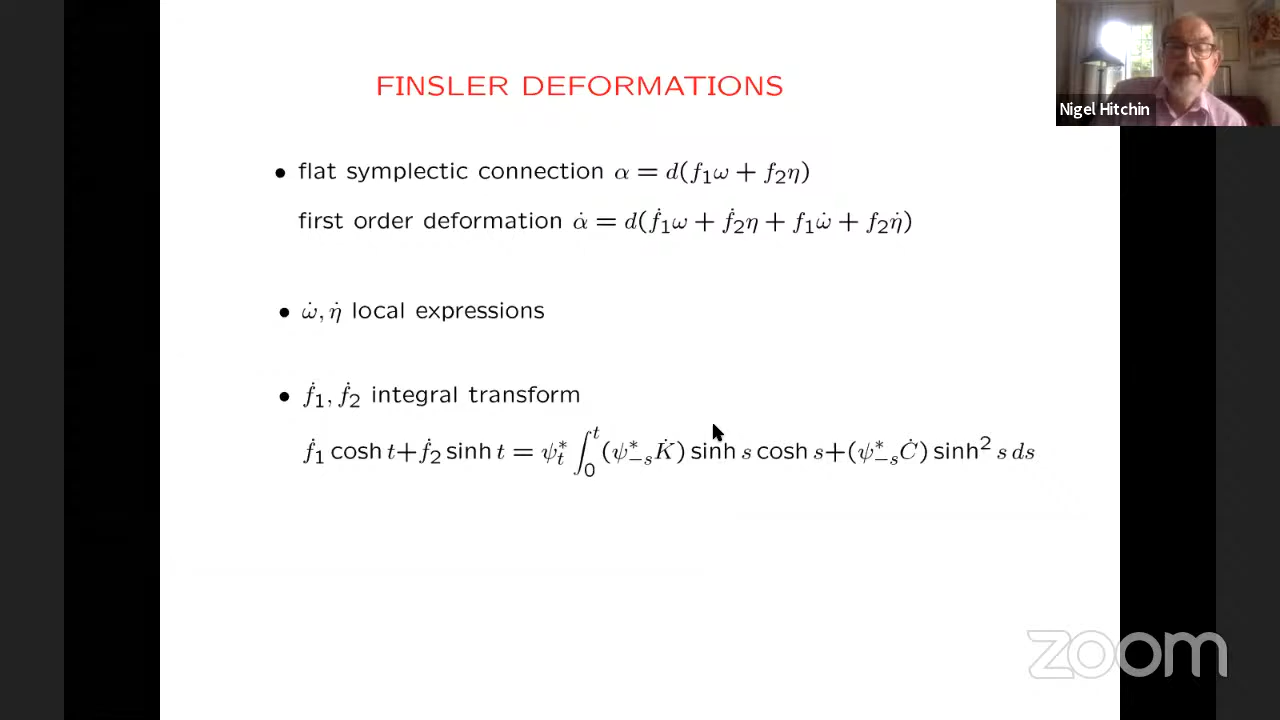 FINSLER DEFORMATIONS
Nigel Hitchin
• flat symplectic connection α = d(f₁ω + f₂η)
first order deformation α̇ = d(ḟ₁ω + ḟ₂η + f₁ω̇ + f₂η̇)
• ω̇, η̇ local expressions
• ḟ₁, ḟ₂ integral transform
ḟ₁ cosh t+ḟ₂ sinh t = ψ*ₜ ∫₀ᵗ (ψ*₋ₛK̇) sinh s cosh s+(ψ*₋ₛĊ) sinh² s ds
zoom